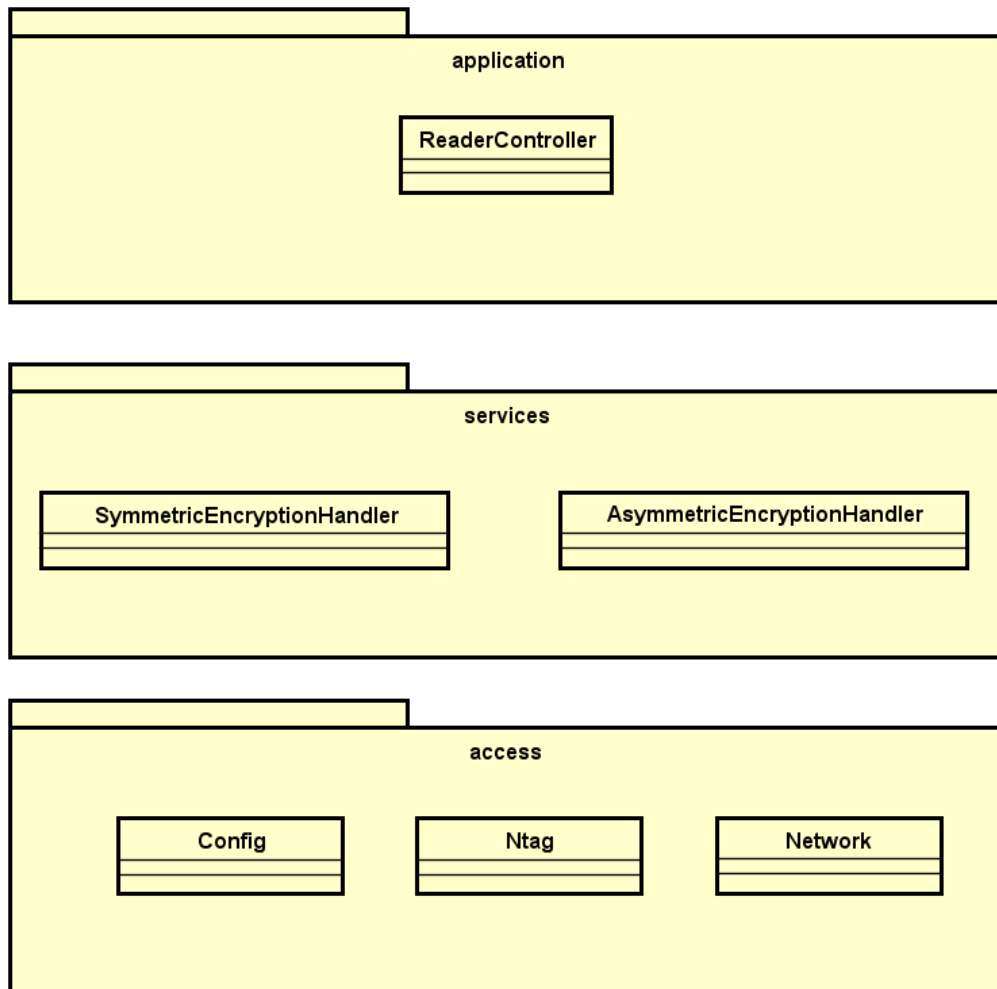 application
ReaderController
services
SymmetricEncryptionHandler
AsymmetricEncryptionHandler
access
Config
Ntag
Network